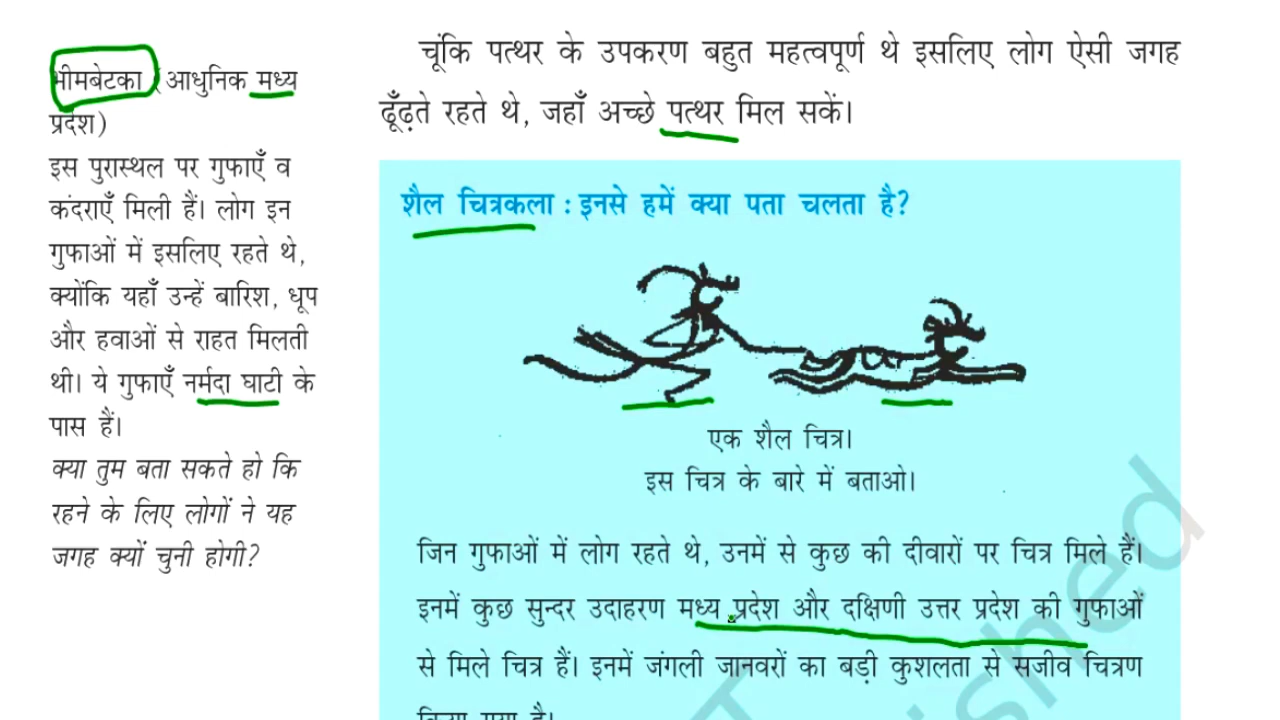 भीमबेटका (आधुनिक मध्य
प्रदेश)
इस पुरास्थल पर गुफाएँ व
कंदराएँ मिली हैं। लोग इन
गुफाओं में इसलिए रहते थे,
क्योंकि यहाँ उन्हें बारिश, धूप
और हवाओं से राहत मिलती
थी। ये गुफाएँ नर्मदा घाटी के
पास हैं।
क्या तुम बता सकते हो कि
रहने के लिए लोगों ने यह
जगह क्यों चुनी होगी?
चूंकि पत्थर के उपकरण बहुत महत्वपूर्ण थे इसलिए लोग ऐसी जगह
ढूँढ़ते रहते थे, जहाँ अच्छे पत्थर मिल सकें।
शैल चित्रकला : इनसे हमें क्या पता चलता है?
एक शैल चित्र।
इस चित्र के बारे में बताओ।
जिन गुफाओं में लोग रहते थे, उनमें से कुछ की दीवारों पर चित्र मिले हैं।
इनमें कुछ सुन्दर उदाहरण मध्य प्रदेश और दक्षिणी उत्तर प्रदेश की गुफाओं
से मिले चित्र हैं। इनमें जंगली जानवरों का बड़ी कुशलता से सजीव चित्रण